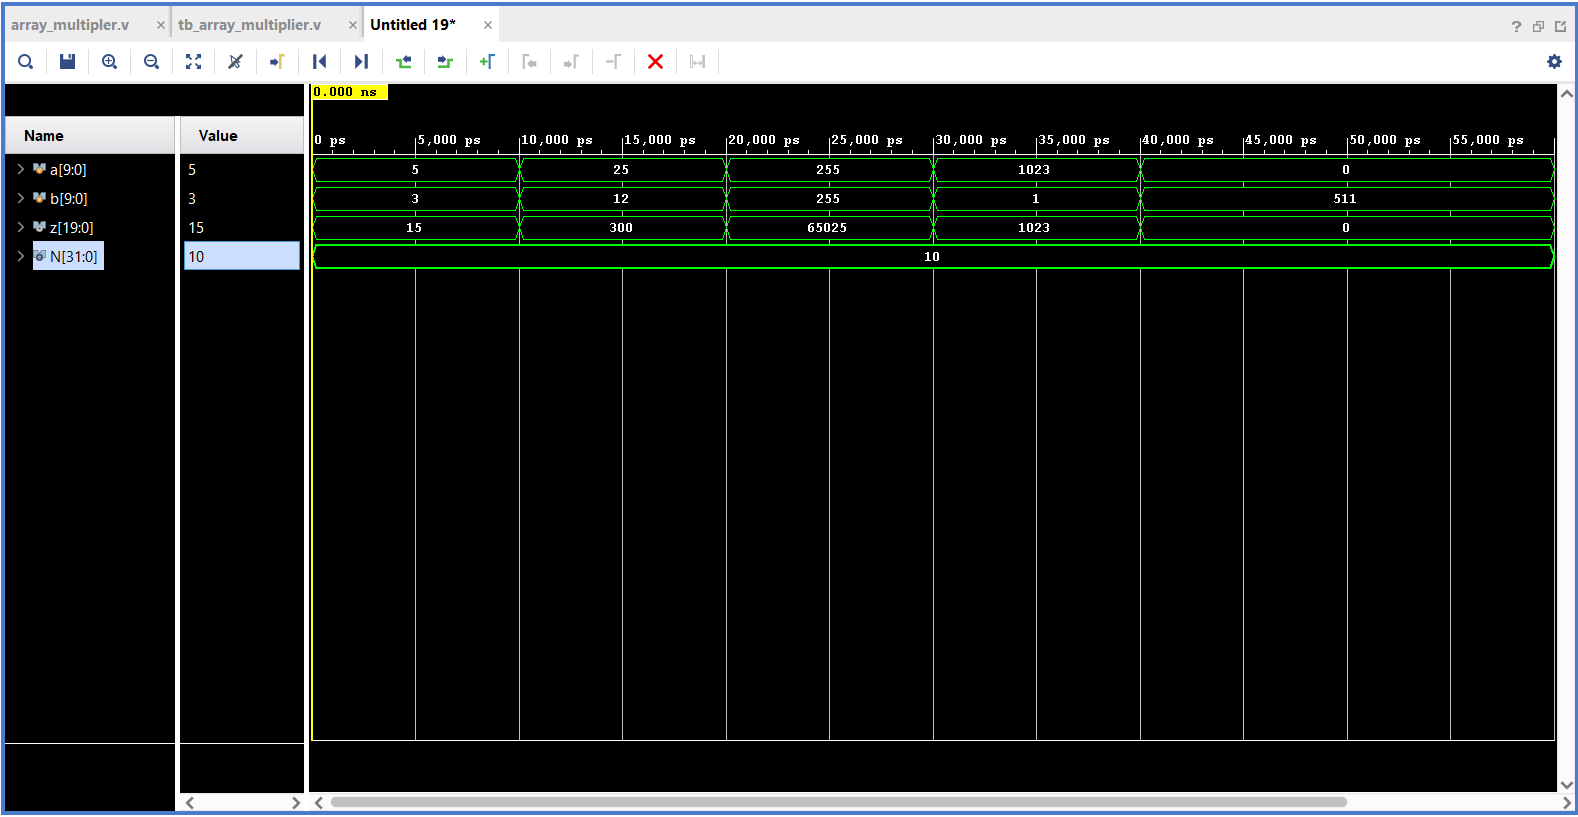 array_multipler.v × tb_array_multiplier.v × Untitled 19* × ?
0.000 ns
Name Value
0 ps 5,000 ps 10,000 ps 15,000 ps 20,000 ps 25,000 ps 30,000 ps 35,000 ps 40,000 ps 45,000 ps 50,000 ps 55,000 ps
a[9:0] 5 5 25 255 1023 0
b[9:0] 3 3 12 255 1 511
z[19:0] 15 15 300 65025 1023 0
N[31:0] 10 10